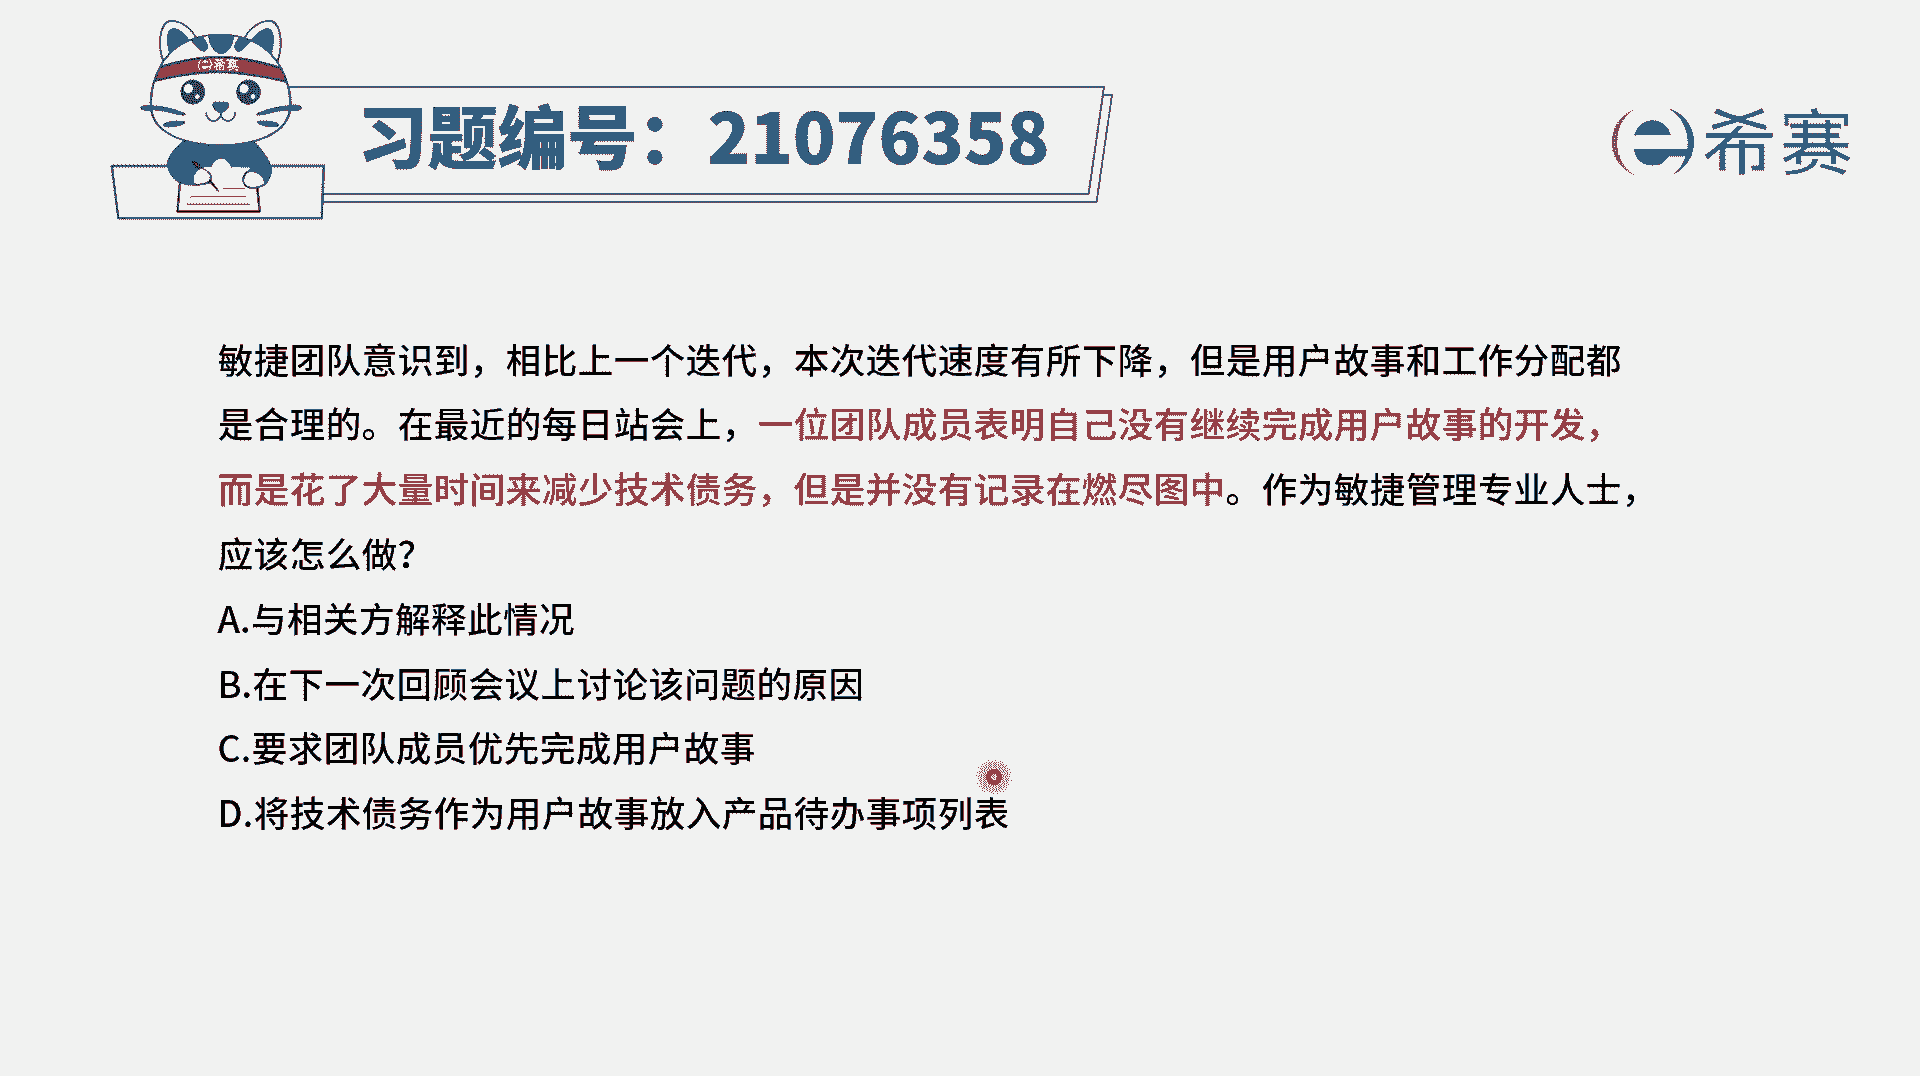 希赛
习题编号：21076358
希赛
敏捷团队意识到，相比上一个迭代，本次迭代速度有所下降，但是用户故事和工作分配都
是合理的。在最近的每日站会上，一位团队成员表明自己没有继续完成用户故事的开发，
而是花了大量时间来减少技术债务，但是并没有记录在燃尽图中。作为敏捷管理专业人士，
应该怎么做？
A.与相关方解释此情况
B.在下一次回顾会议上讨论该问题的原因
C.要求团队成员优先完成用户故事
D.将技术债务作为用户故事放入产品待办事项列表